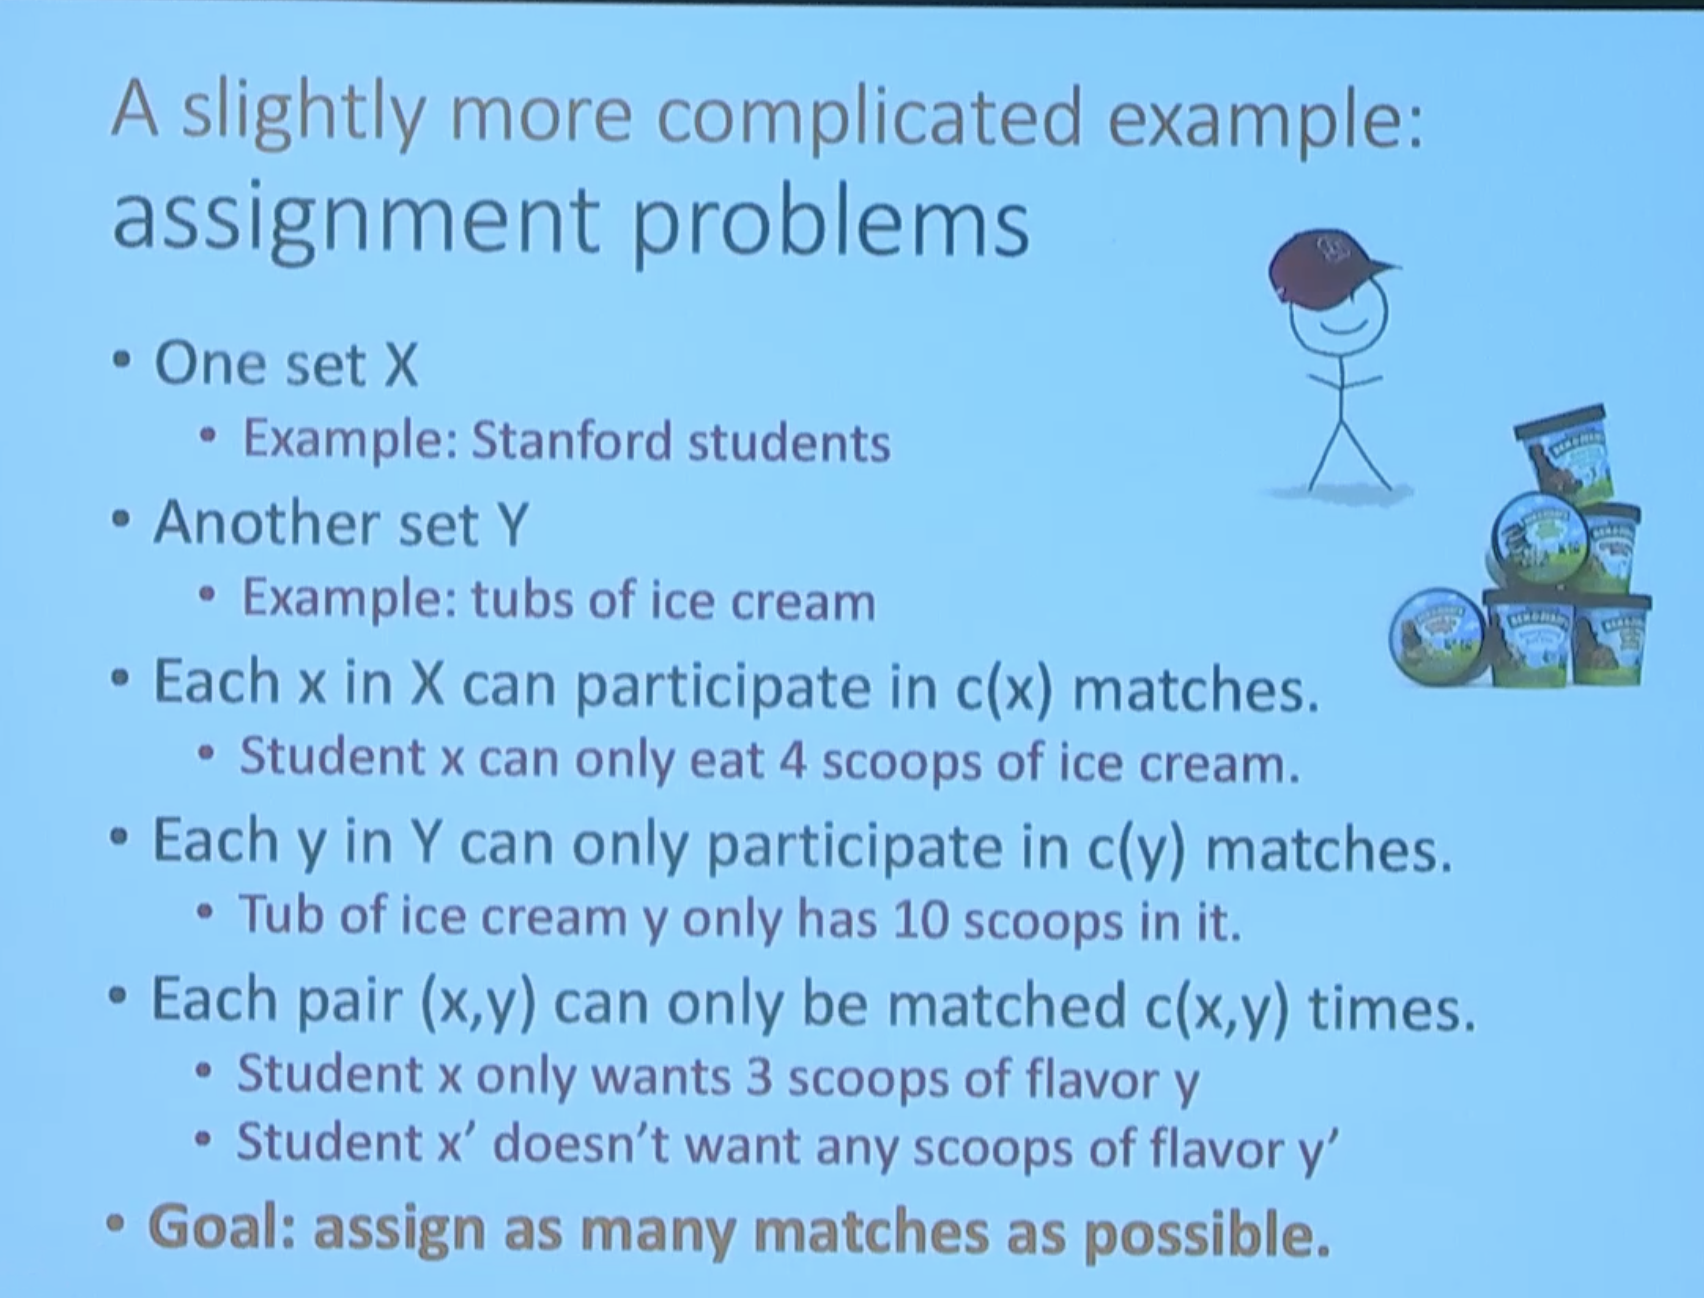 A slightly more complicated example:
assignment problems
• One set X
• Example: Stanford students
• Another set Y
• Example: tubs of ice cream
• Each x in X can participate in c(x) matches.
• Student x can only eat 4 scoops of ice cream.
• Each y in Y can only participate in c(y) matches.
• Tub of ice cream y only has 10 scoops in it.
• Each pair (x,y) can only be matched c(x,y) times.
• Student x only wants 3 scoops of flavor y
• Student x’ doesn’t want any scoops of flavor y’
• Goal: assign as many matches as possible.